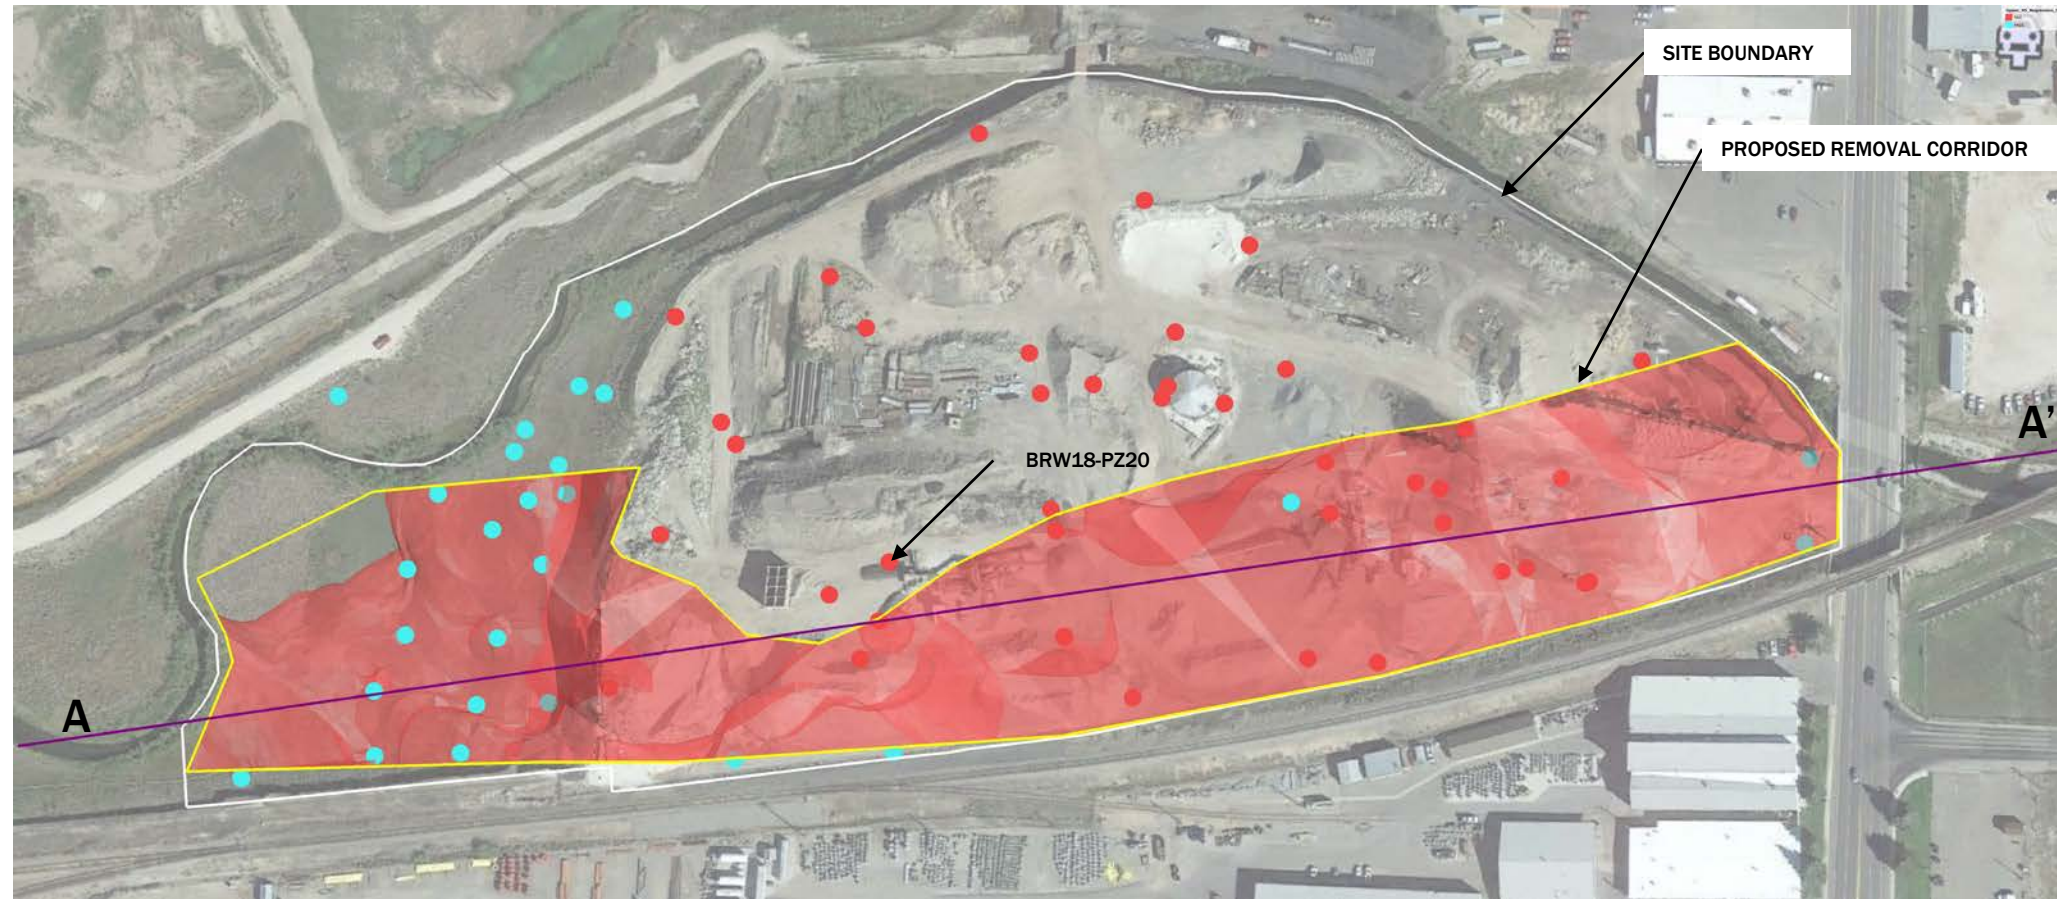 SITE BOUNDARY
PROPOSED REMOVAL CORRIDOR
A’
BRW18-PZ20
A